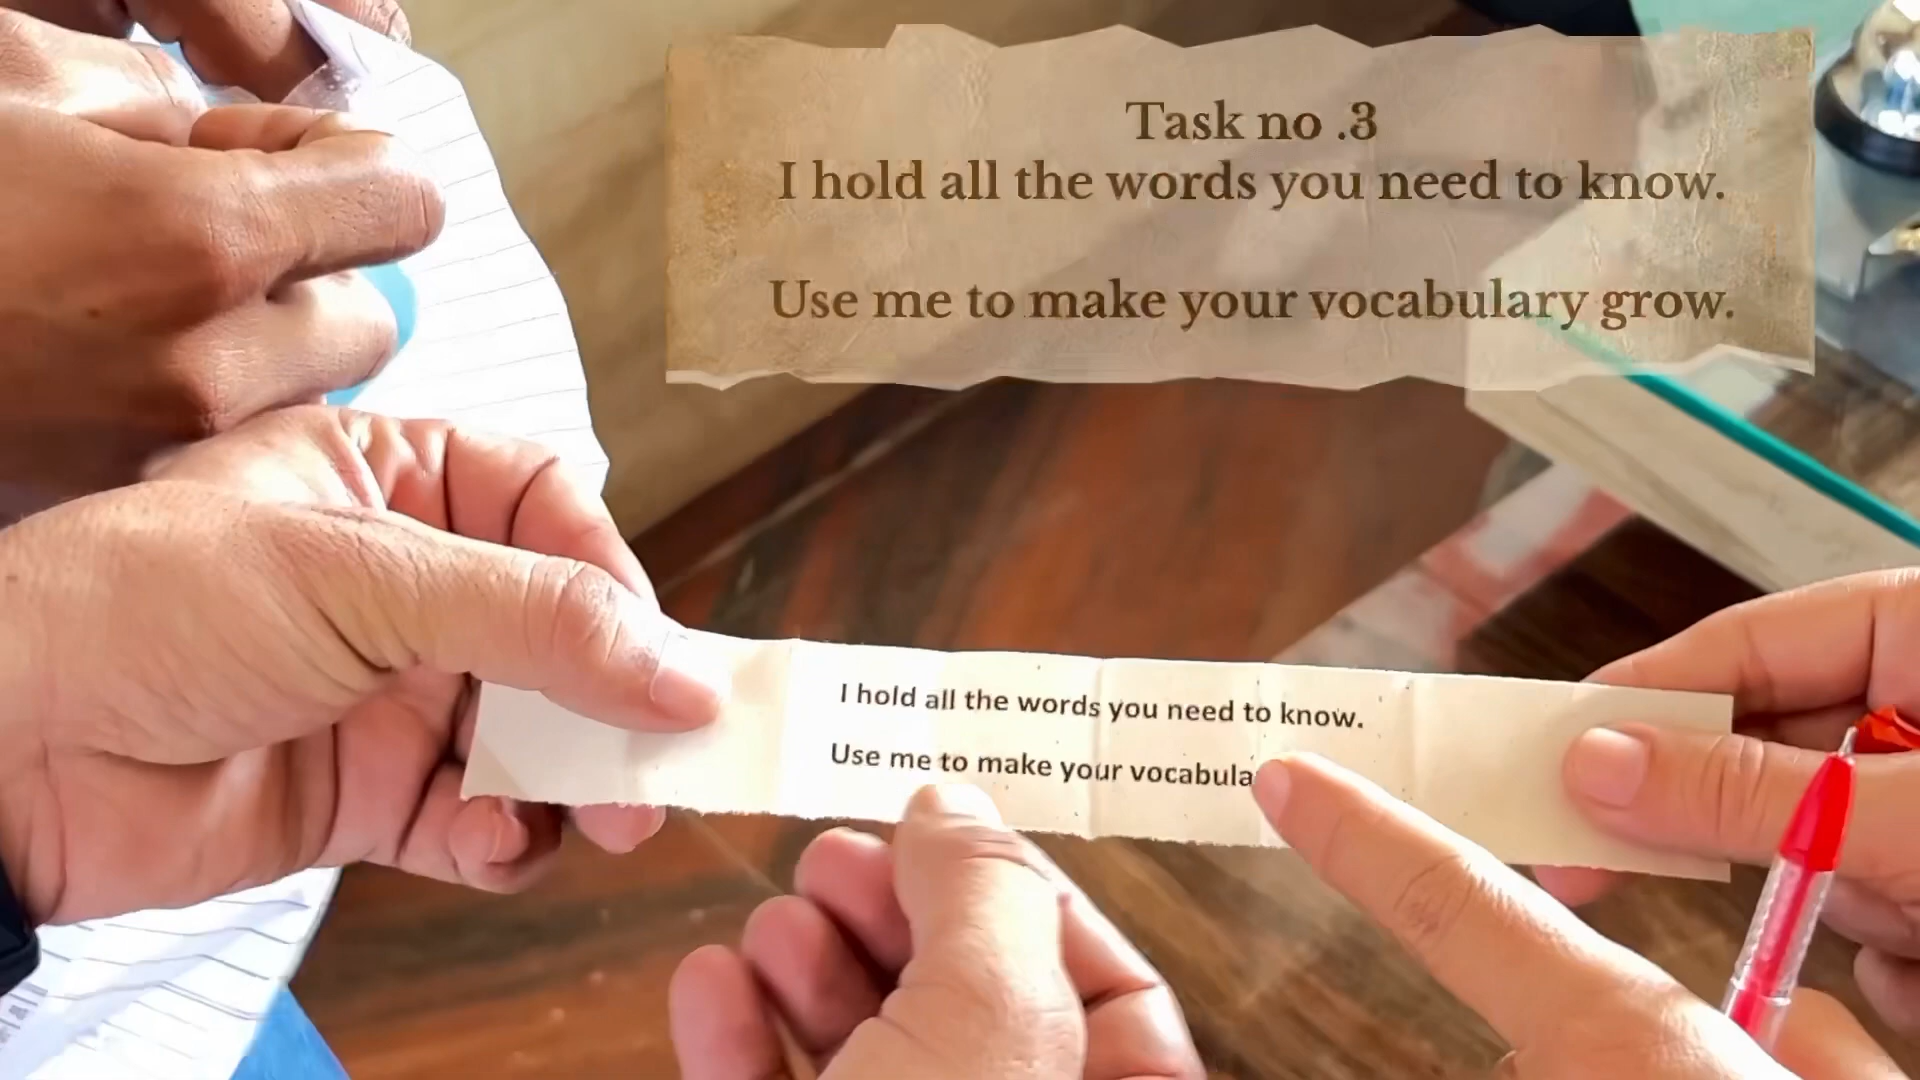 Task no .3
I hold all the words you need to know.
Use me to make your vocabulary grow.
I hold all the words you need to know.
Use me to make your vocabula